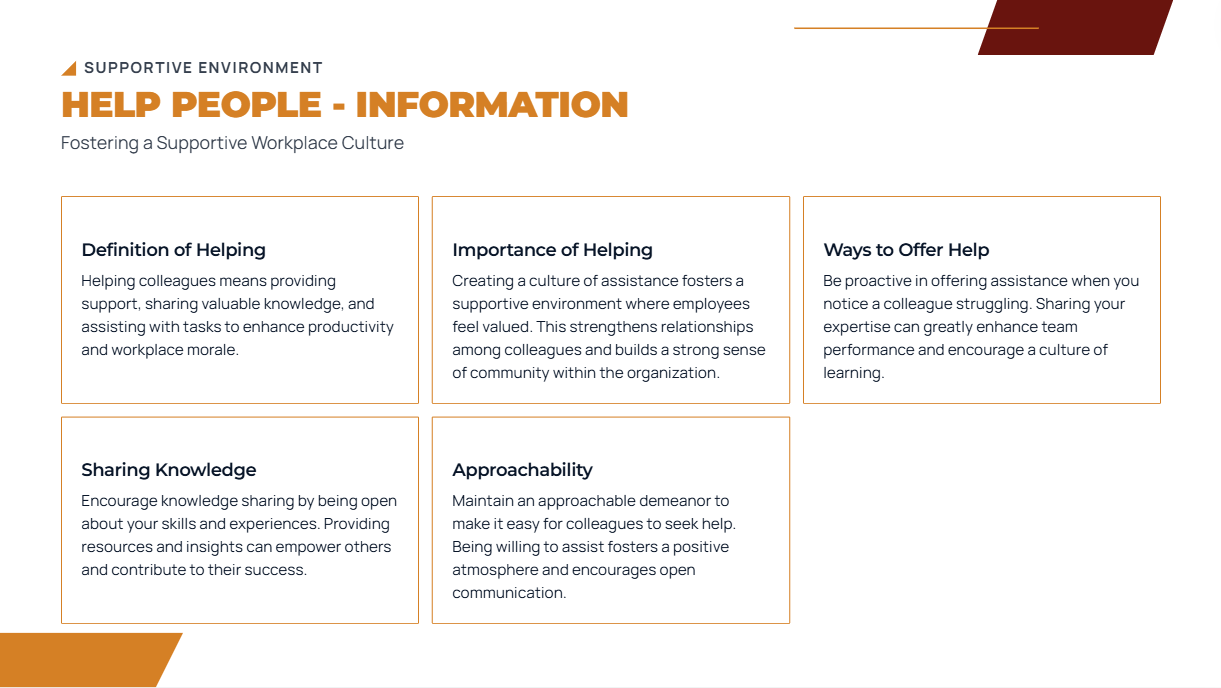 SUPPORTIVE ENVIRONMENT
HELP PEOPLE - INFORMATION
Fostering a Supportive Workplace Culture
Definition of Helping
Helping colleagues means providing
support, sharing valuable knowledge, and
assisting with tasks to enhance productivity
and workplace morale.
Importance of Helping
Creating a culture of assistance fosters a
supportive environment where employees
feel valued. This strengthens relationships
among colleagues and builds a strong sense
of community within the organization.
Ways to Offer Help
Be proactive in offering assistance when you
notice a colleague struggling. Sharing your
expertise can greatly enhance team
performance and encourage a culture of
learning.
Sharing Knowledge
Encourage knowledge sharing by being open
about your skills and experiences. Providing
resources and insights can empower others
and contribute to their success.
Approachability
Maintain an approachable demeanor to
make it easy for colleagues to seek help.
Being willing to assist fosters a positive
atmosphere and encourages open
communication.